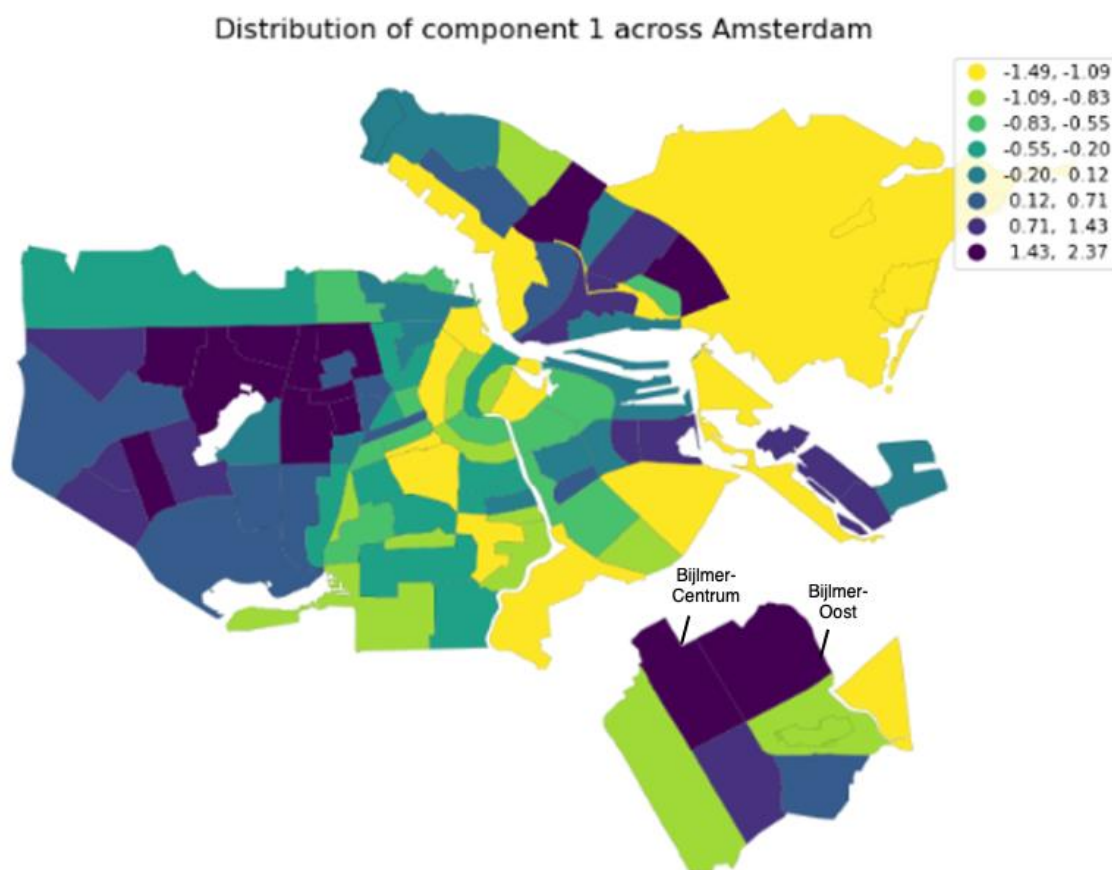 Distribution of component 1 across Amsterdam
-1.49, -1.09
-1.09, -0.83
-0.83, -0.55
-0.55, -0.20
-0.20, 0.12
0.12, 0.71
0.71, 1.43
1.43, 2.37
Bijlmer-
Centrum
Bijlmer-
Oost